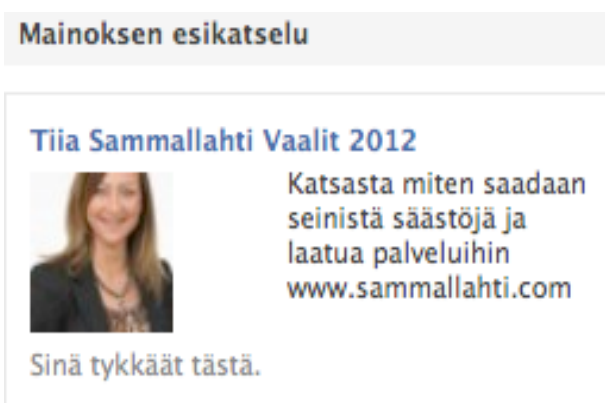 Mainoksen esikatselu
Tiia Sammallahti Vaalit 2012
Katsasta miten saadaan
seinistä säästöjä ja
laatua palveluihin
www.sammallahti.com
Sinä tykkäät tästä.